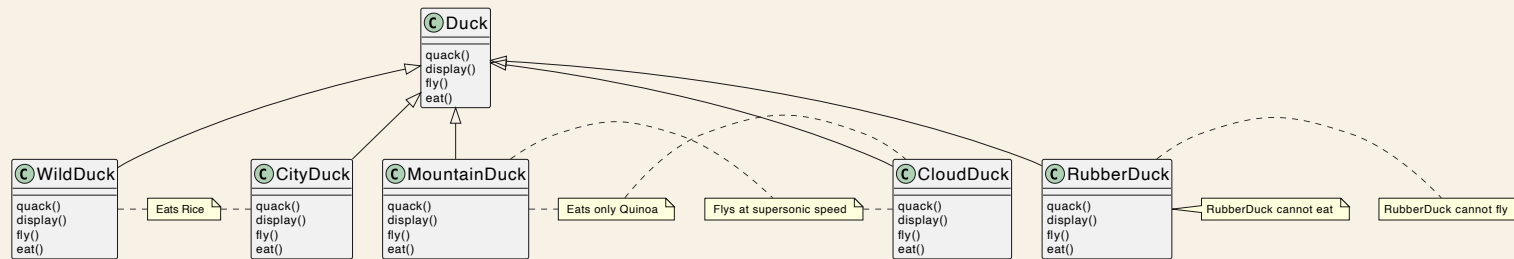 C Duck
quack()
display()
fly()
eat()
C WildDuck
quack()
display()
fly()
eat()
Eats Rice
C CityDuck
quack()
display()
fly()
eat()
C MountainDuck
quack()
display()
fly()
eat()
Eats only Quinoa
Flys at supersonic speed
C CloudDuck
quack()
display()
fly()
eat()
C RubberDuck
quack()
display()
fly()
eat()
RubberDuck cannot eat
RubberDuck cannot fly